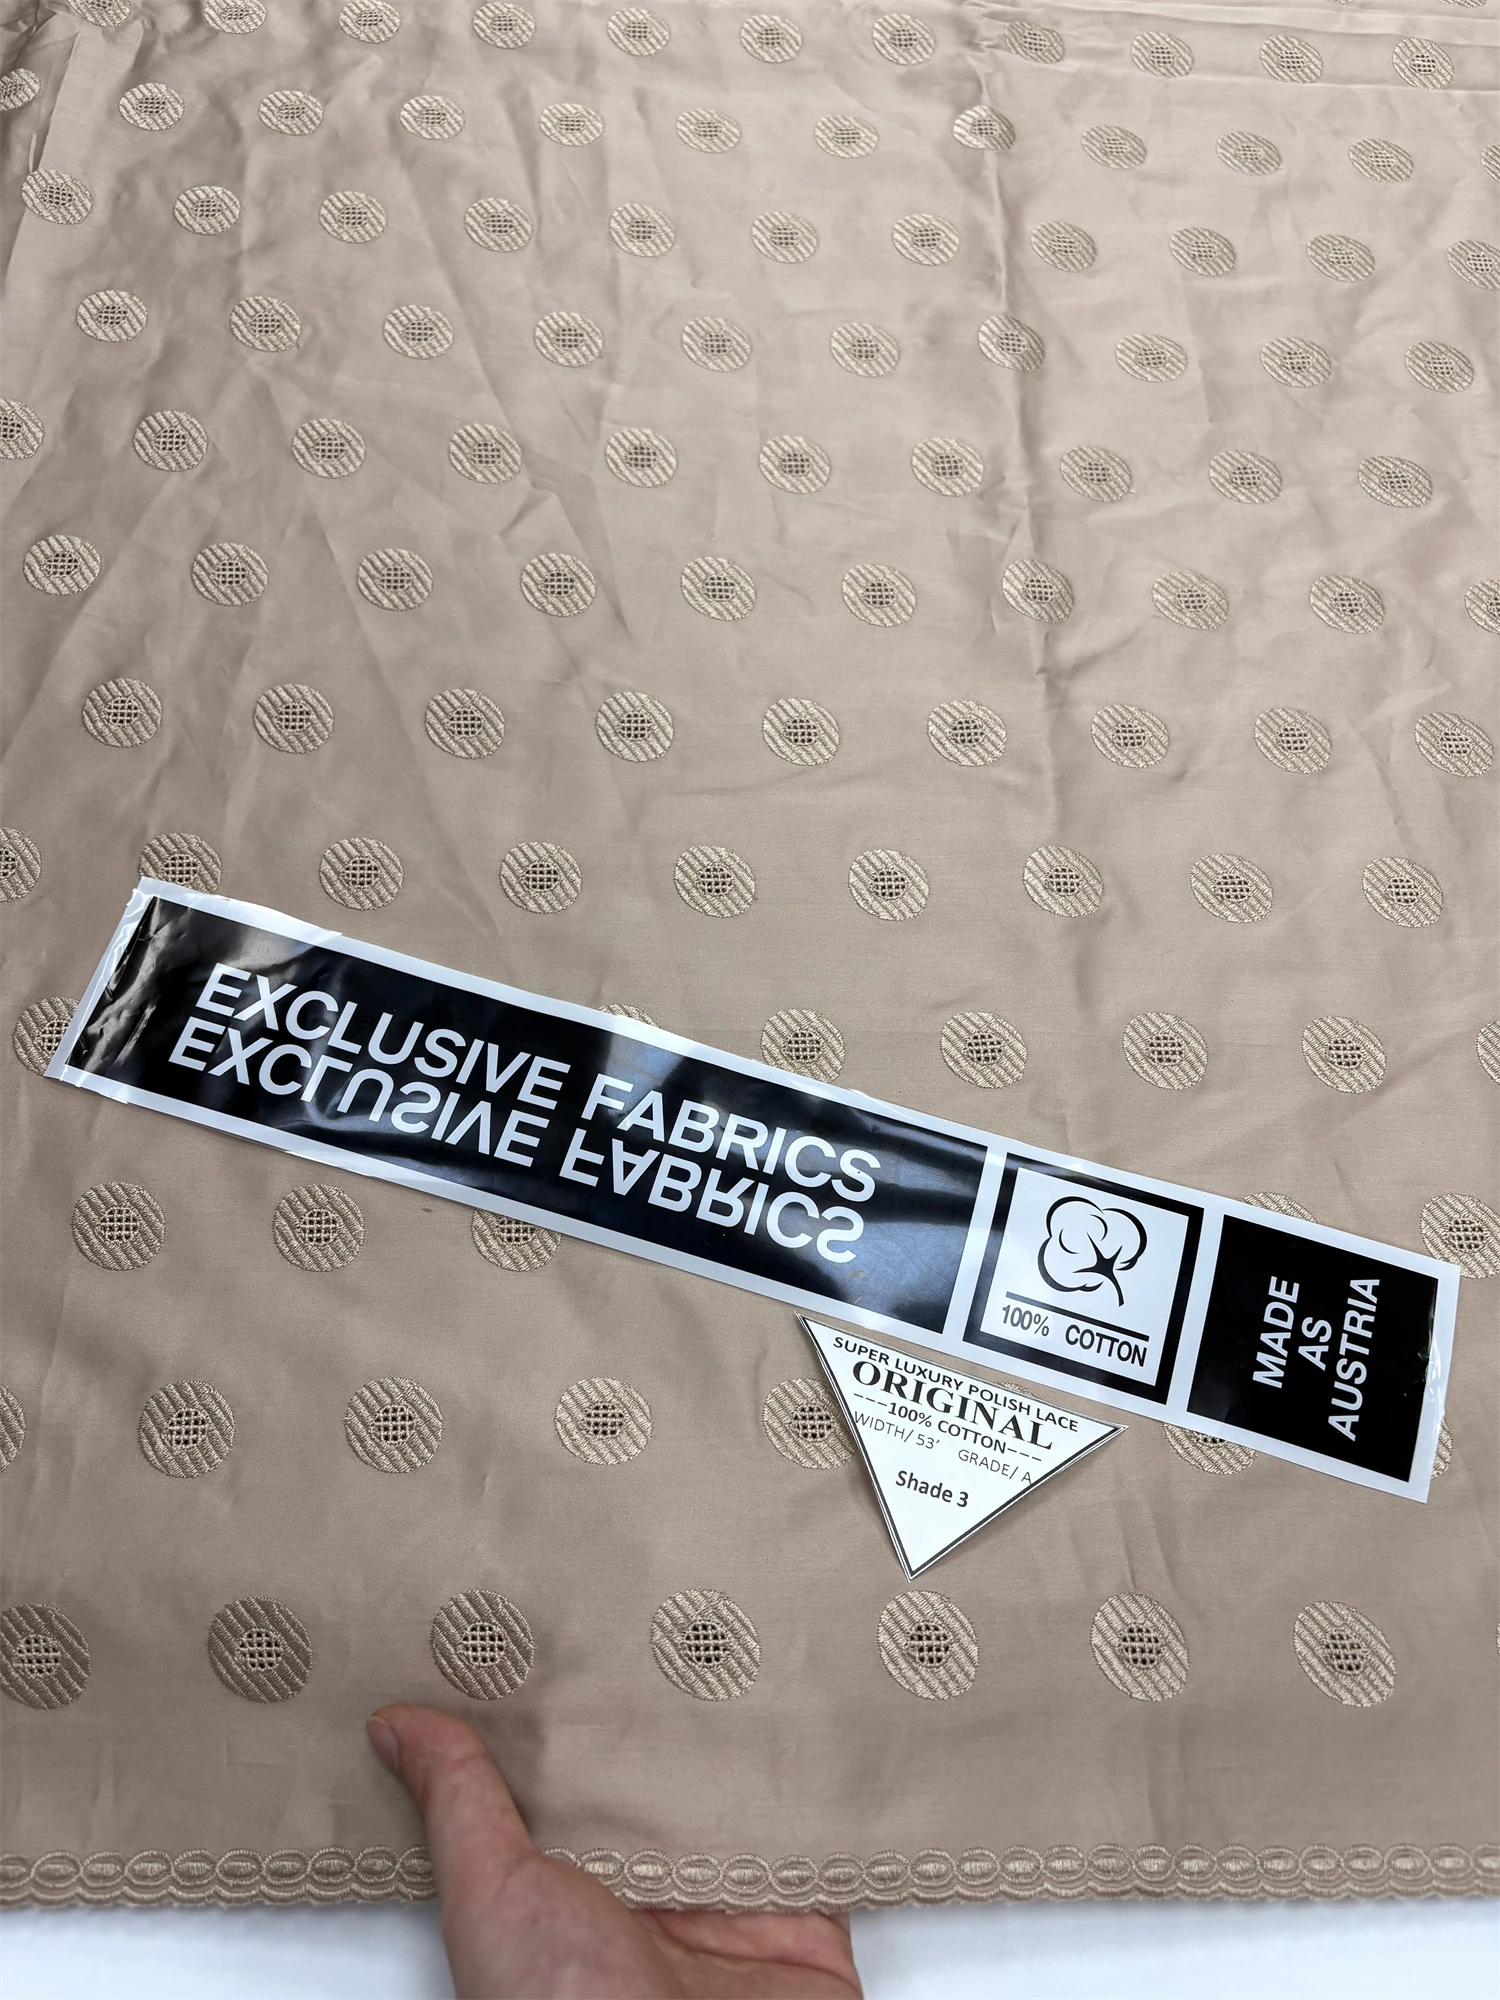 EXCLUSIVE FABRICS
EXCLUSIVE FABRICS
100% COTTON
MADE
AS
AUSTRIA
SUPER LUXURY POLISH LACE
ORIGINAL
---100% COTTON---
WIDTH/ 53' GRADE/ A
Shade 3